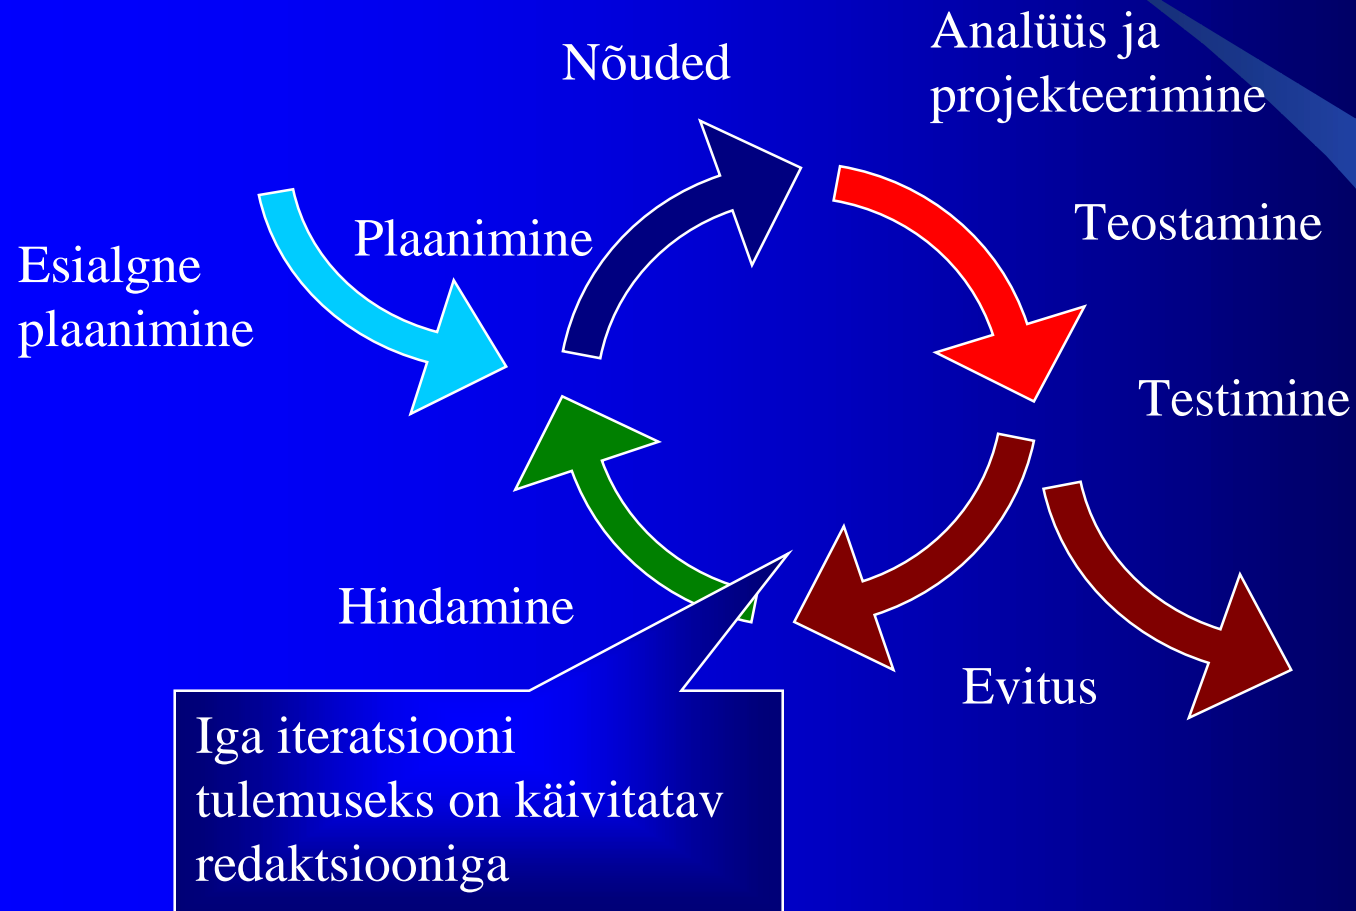 Nõuded
Analüüs ja
projekteerimine
Plaanimine
Teostamine
Esialgne
plaanimine
Testimine
Hindamine
Evitus
Iga iteratsiooni
tulemuseks on käivitatav
redaktsiooniga